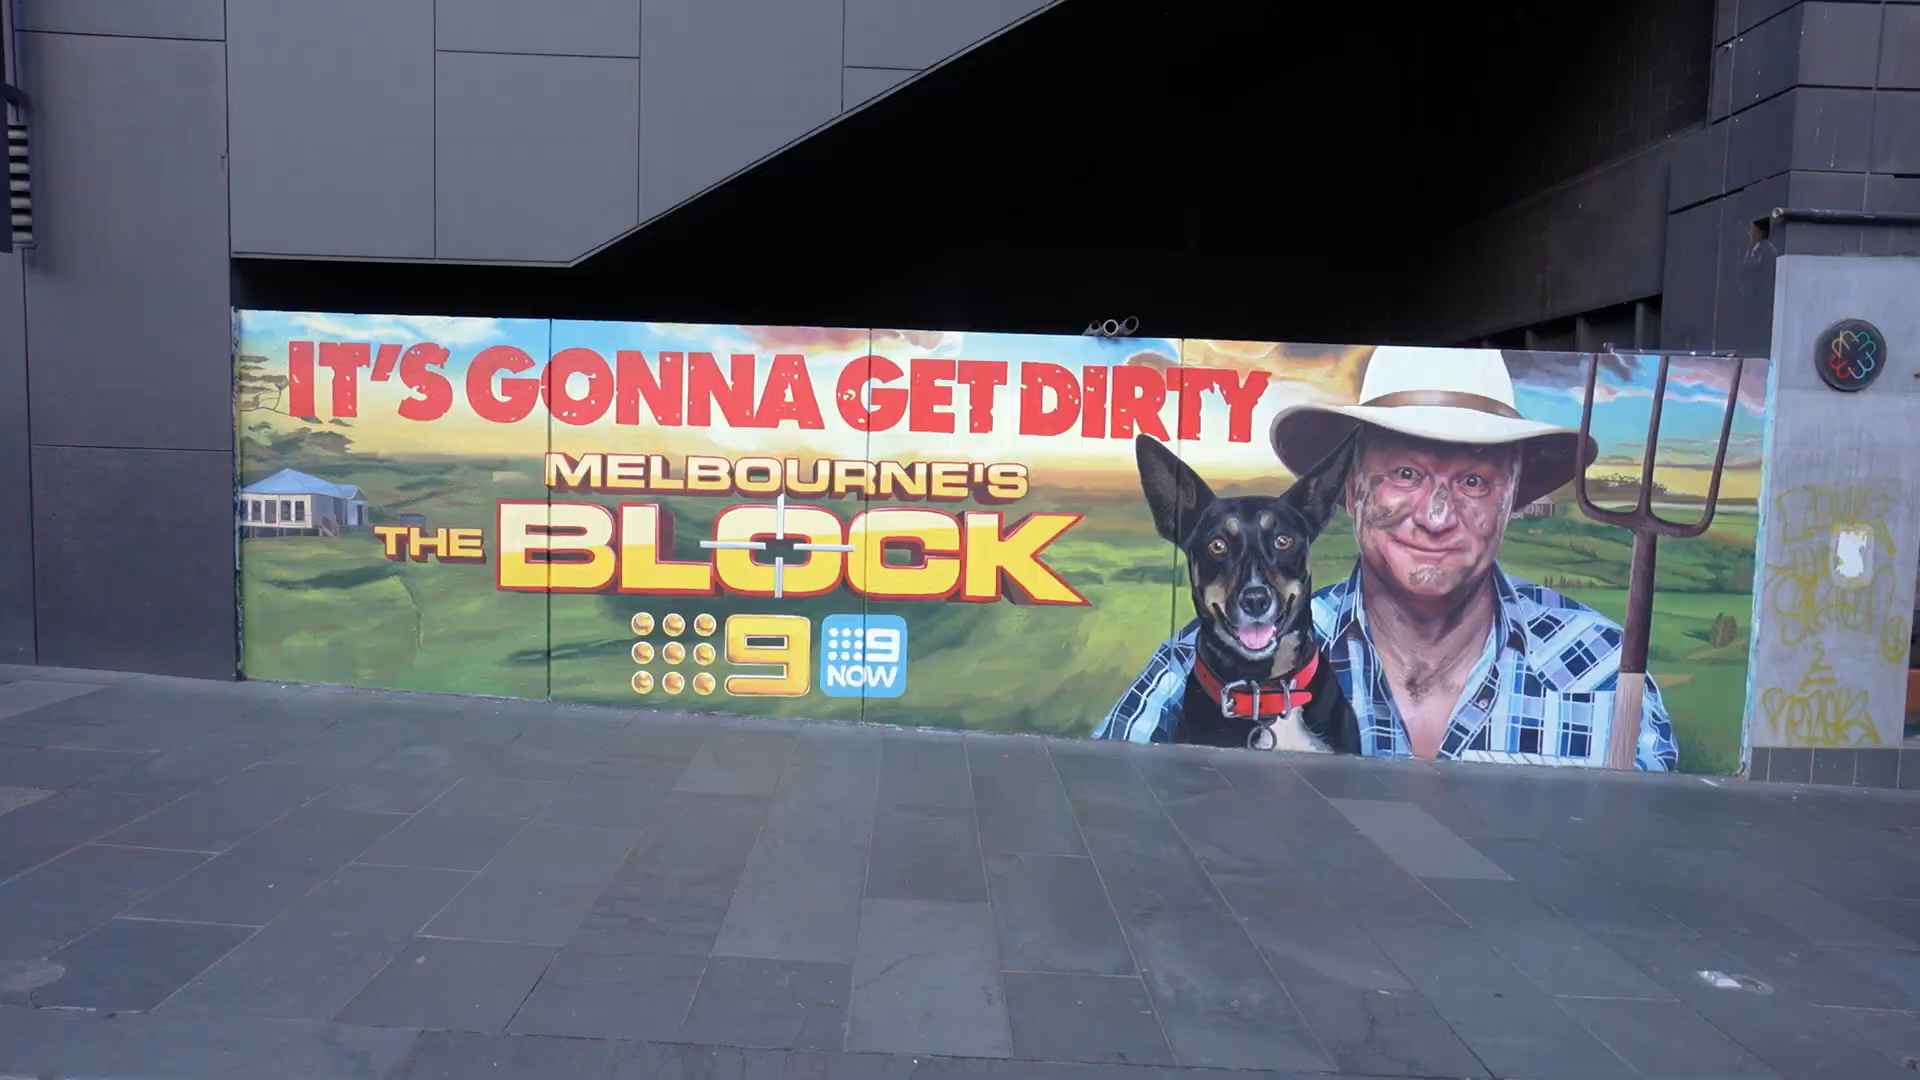 IT'S GONNA GET DIRTY
MELBOURNE'S
THE BLOCK
9
9
NOW